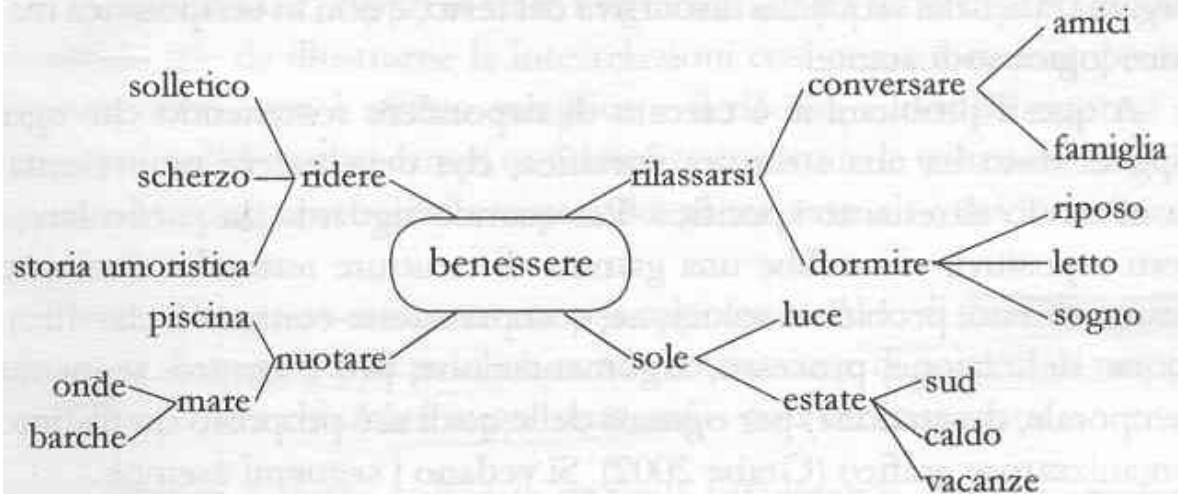 amici
solletico
conversare
scherzo
ridere
rilassarsi
famiglia
riposo
storia umoristica
benessere
dormire
letto
piscina
luce
sogno
nuotare
sole
onde
mare
estate
sud
barche
caldo
vacanze